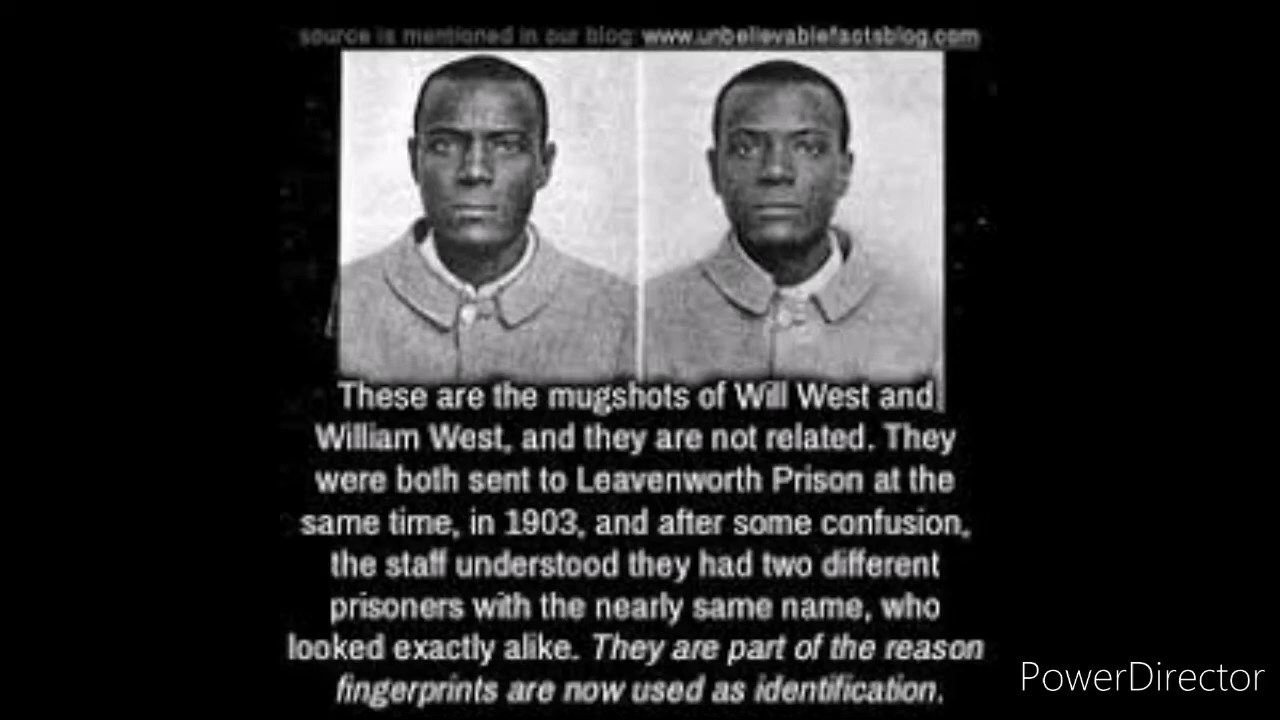 source is mentioned in our blog www.unbelievablefactsblog.com
These are the mugshots of Will West and
William West, and they are not related. They
were both sent to Leavenworth Prison at the
same time, in 1903, and after some confusion,
the staff understood they had two different
prisoners with the nearly same name, who
looked exactly alike. They are part of the reason
fingerprints are now used as identification.
PowerDirector